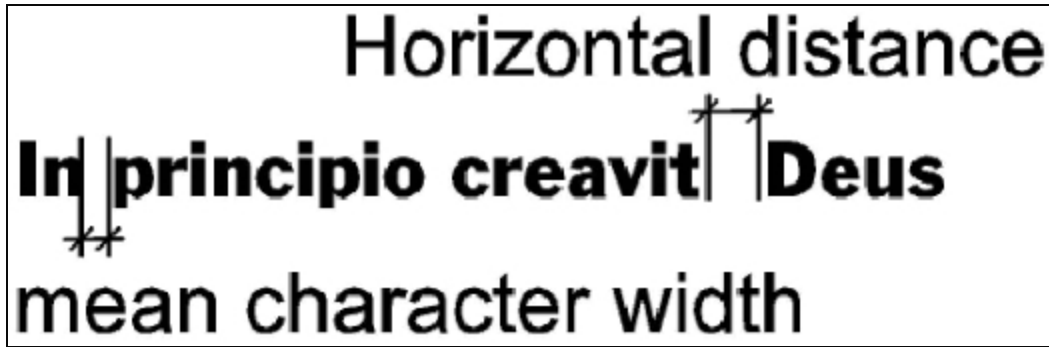 Horizontal distance
In principio creavit Deus
mean character width